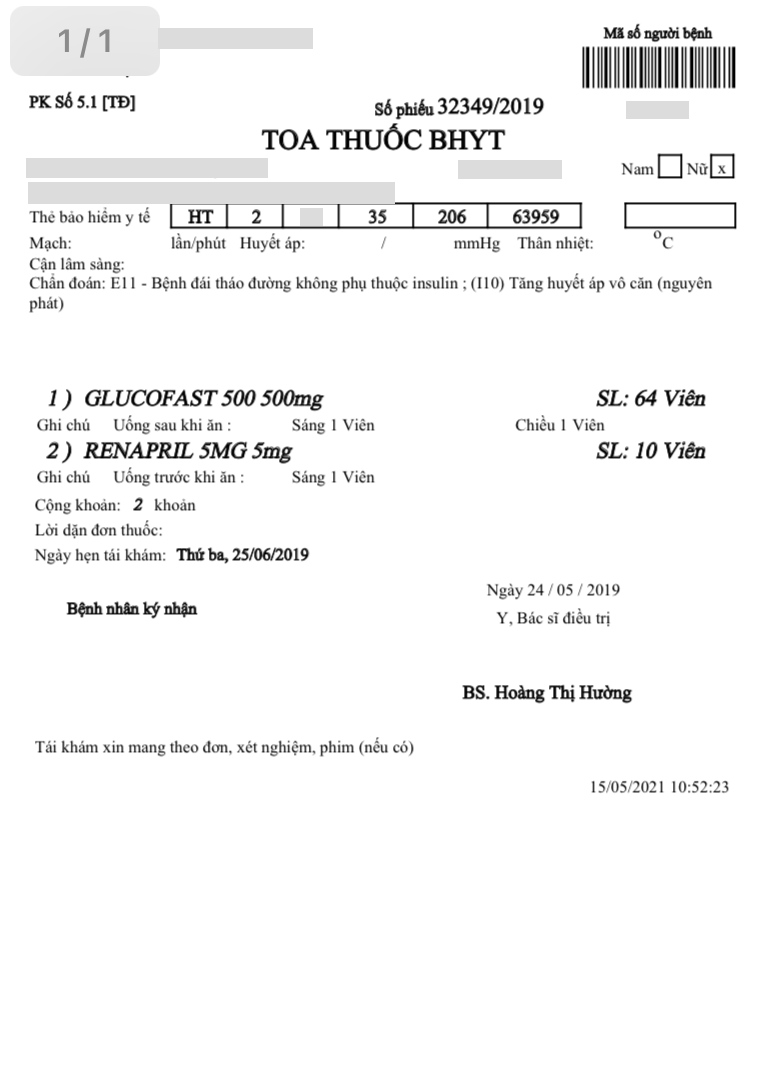 1/1
Mã số người bệnh
PK Số 5.1 [TĐ]
Số phiếu 32349/2019
TOA THUỐC BHYT
Nam Nữ x
Thẻ bảo hiểm y tế HT 2 35 206 63959
Mạch: lần/phút Huyết áp: / mmHg Thân nhiệt: °C
Cận lâm sàng:
Chẩn đoán: E11 - Bệnh đái tháo đường không phụ thuộc insulin ; (I10) Tăng huyết áp vô căn (nguyên
phát)
1 ) GLUCOFAST 500 500mg SL: 64 Viên
Ghi chú Uống sau khi ăn : Sáng 1 Viên Chiều 1 Viên
2 ) RENAPRIL 5MG 5mg SL: 10 Viên
Ghi chú Uống trước khi ăn : Sáng 1 Viên
Cộng khoản: 2 khoản
Lời dặn đơn thuốc:
Ngày hẹn tái khám: Thứ ba, 25/06/2019
Ngày 24 / 05 / 2019
Bệnh nhân ký nhận
Y, Bác sĩ điều trị
BS. Hoàng Thị Hường
Tái khám xin mang theo đơn, xét nghiệm, phim (nếu có)
15/05/2021 10:52:23